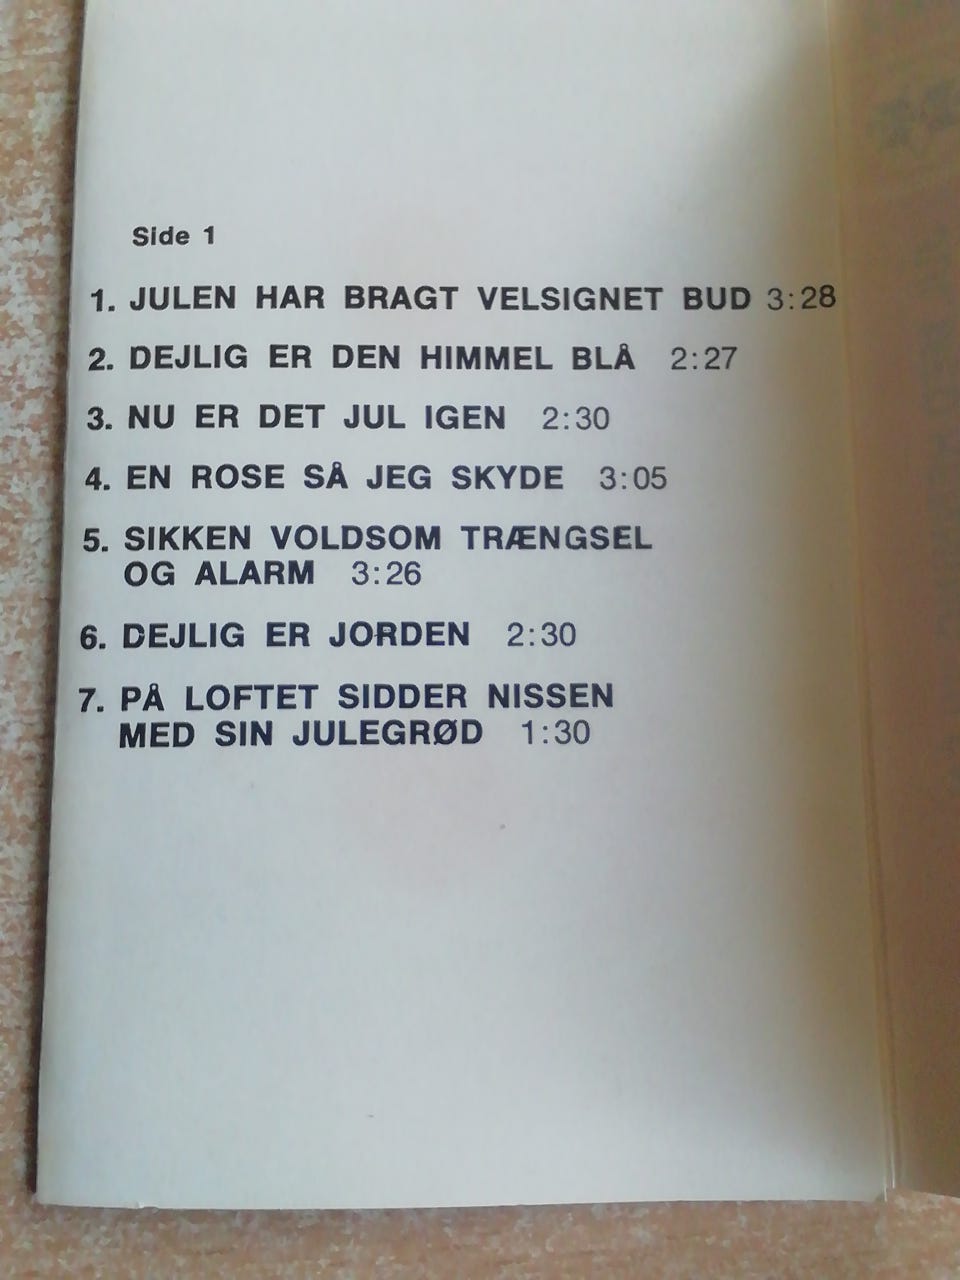 Side 1
1. JULEN HAR BRAGT VELSIGNET BUD 3:28
2. DEJLIG ER DEN HIMMEL BLÅ 2:27
3. NU ER DET JUL IGEN 2:30
4. EN ROSE SÅ JEG SKYDE 3:05
5. SIKKEN VOLDSOM TRÆNGSEL
OG ALARM 3:26
6. DEJLIG ER JORDEN 2:30
7. PÅ LOFTET SIDDER NISSEN
MED SIN JULEGRØD 1:30